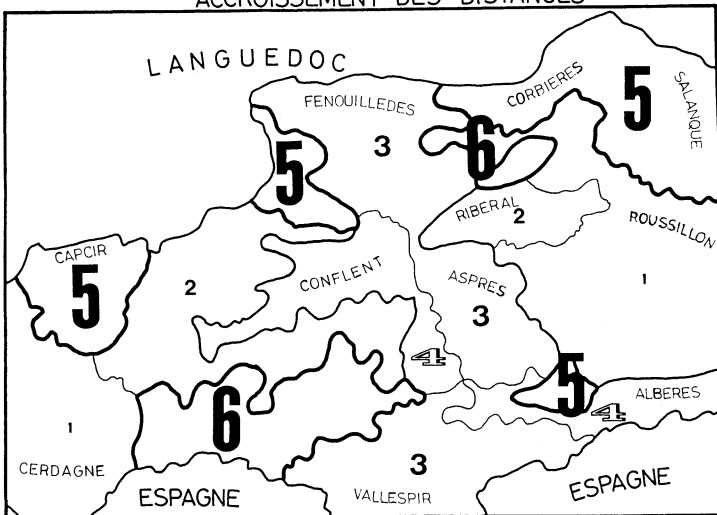 ACCROISSEMENT DES DISTANCES
LANGUEDOC
CORBIERES
5
SALANQUE
FENOUILLEDES
3
6
5
RIBERAL
2
ROUSSILLON
CAPCIR
5
2
CONFLENT
ASPRES
3
1
4
5
4
ALBERES
6
1
CERDAGNE
3
ESPAGNE
VALLESPIR
ESPAGNE